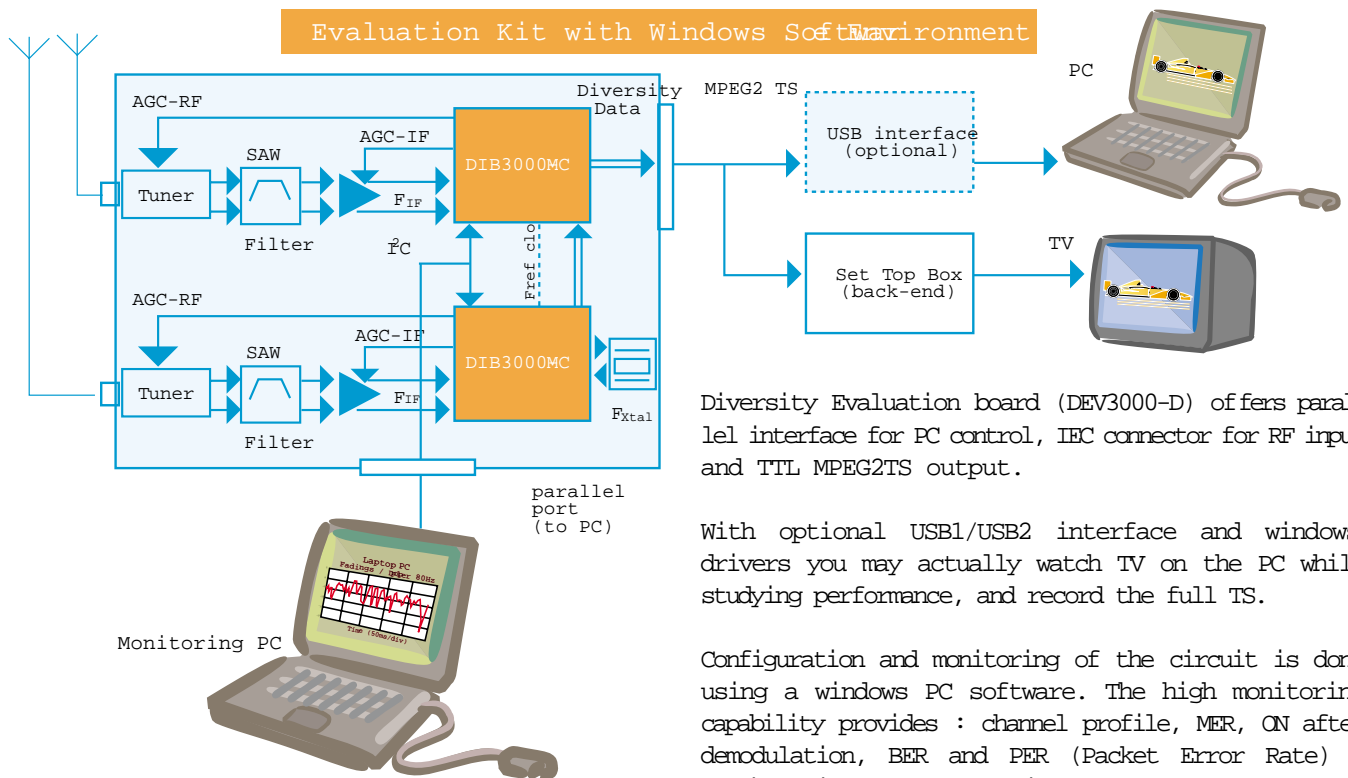 Evaluation Kit with Windows Software Environment
PC
AGC-RF
Diversity
Data
MPEG2 TS
AGC-IF
SAW
DIB3000MC
USB interface
(optional)
Tuner
FIF
Filter
I2C
Fref clo
TV
Set Top Box
(back-end)
AGC-RF
AGC-IF
SAW
DIB3000MC
Tuner
FIF
FXtal
Filter
parallel
port
(to PC)
Laptop PC
Fadings / Doppler 80Hz
Time (50ms/div)
Monitoring PC
Diversity Evaluation board (DEV3000-D) offers paral
lel interface for PC control, IEC connector for RF inpu
and TTL MPEG2TS output.
With optional USB1/USB2 interface and windows
drivers you may actually watch TV on the PC whil
studying performance, and record the full TS.
Configuration and monitoring of the circuit is don
using a windows PC software. The high monitorin
capability provides : channel profile, MER, CN afte
demodulation, BER and PER (Packet Error Rate)